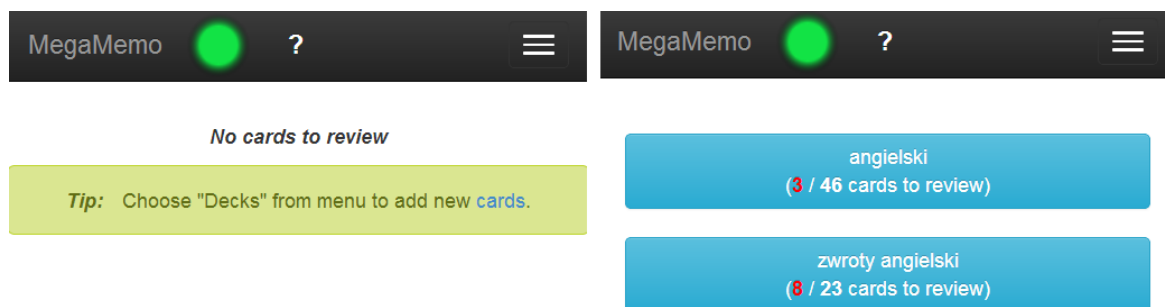 MegaMemo ?
No cards to review
Tip: Choose "Decks" from menu to add new cards.
MegaMemo ?
angielski
(3 / 46 cards to review)
zwroty angielski
(8 / 23 cards to review)